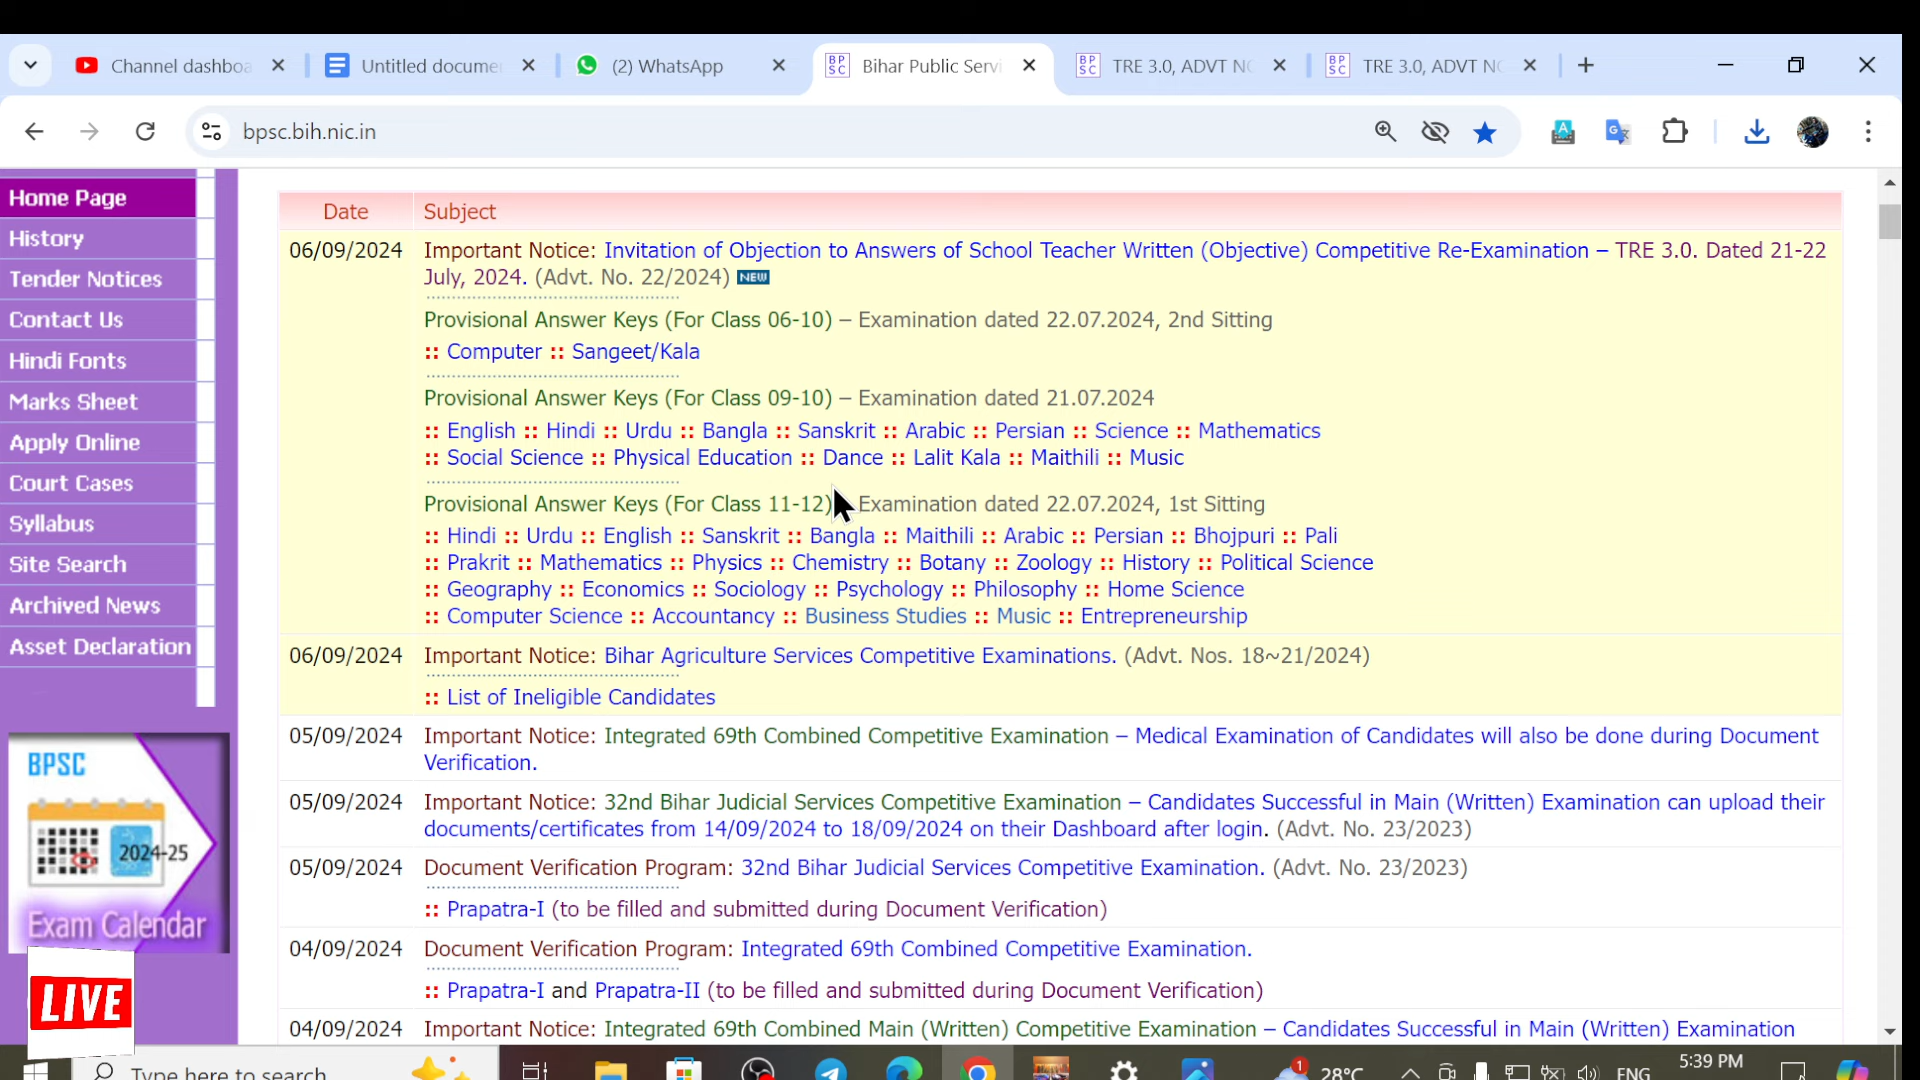 Channel dashboa
Untitled documen
(2) WhatsApp
Bihar Public Servi
TRE 3.0, ADVT NO
TRE 3.0, ADVT NO
bpsc.bih.nic.in
Home Page
History
Tender Notices
Contact Us
Hindi Fonts
Marks Sheet
Apply Online
Court Cases
Syllabus
Site Search
Archived News
Asset Declaration
BPSC
2024-25
Exam Calendar
LIVE
Date Subject
06/09/2024 Important Notice: Invitation of Objection to Answers of School Teacher Written (Objective) Competitive Re-Examination – TRE 3.0. Dated 21-22
July, 2024. (Advt. No. 22/2024) NEW
Provisional Answer Keys (For Class 06-10) – Examination dated 22.07.2024, 2nd Sitting
:: Computer :: Sangeet/Kala
Provisional Answer Keys (For Class 09-10) – Examination dated 21.07.2024
:: English :: Hindi :: Urdu :: Bangla :: Sanskrit :: Arabic :: Persian :: Science :: Mathematics
:: Social Science :: Physical Education :: Dance :: Lalit Kala :: Maithili :: Music
Provisional Answer Keys (For Class 11-12) Examination dated 22.07.2024, 1st Sitting
:: Hindi :: Urdu :: English :: Sanskrit :: Bangla :: Maithili :: Arabic :: Persian :: Bhojpuri :: Pali
:: Prakrit :: Mathematics :: Physics :: Chemistry :: Botany :: Zoology :: History :: Political Science
:: Geography :: Economics :: Sociology :: Psychology :: Philosophy :: Home Science
:: Computer Science :: Accountancy :: Business Studies :: Music :: Entrepreneurship
06/09/2024 Important Notice: Bihar Agriculture Services Competitive Examinations. (Advt. Nos. 18~21/2024)
:: List of Ineligible Candidates
05/09/2024 Important Notice: Integrated 69th Combined Competitive Examination – Medical Examination of Candidates will also be done during Document
Verification.
05/09/2024 Important Notice: 32nd Bihar Judicial Services Competitive Examination – Candidates Successful in Main (Written) Examination can upload their
documents/certificates from 14/09/2024 to 18/09/2024 on their Dashboard after login. (Advt. No. 23/2023)
05/09/2024 Document Verification Program: 32nd Bihar Judicial Services Competitive Examination. (Advt. No. 23/2023)
:: Prapatra-I (to be filled and submitted during Document Verification)
04/09/2024 Document Verification Program: Integrated 69th Combined Competitive Examination.
:: Prapatra-I and Prapatra-II (to be filled and submitted during Document Verification)
04/09/2024 Important Notice: Integrated 69th Combined Main (Written) Competitive Examination – Candidates Successful in Main (Written) Examination
Type here to search
1
28°C
ENG
5:39 PM